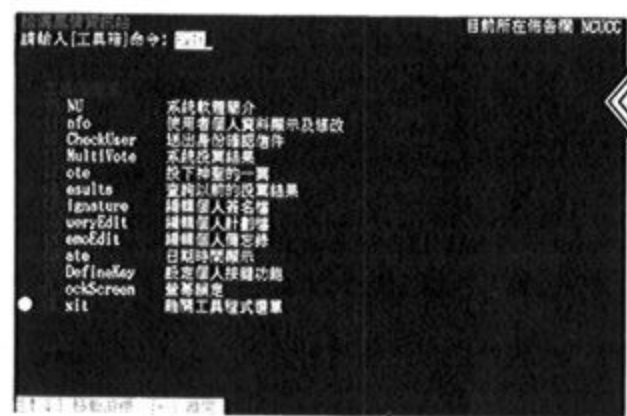 目前所在佈告欄 NCUCC
請輸入[工具箱]命令:
NU 系統軟體簡介
nfo 使用者個人資料顯示及修改
CheckUser 送出身份確認信件
MultiVote 系統投票結果
ote 投下神聖的一票
esults 查詢以前的投票結果
ignature 編輯個人簽名檔
ueryEdit 編輯個人計劃檔
emoEdit 編輯個人備忘錄
ate 日期時間顯示
DefineKey 設定個人按鍵功能
ockScreen 螢幕鎖定
xit 離開工具程式選單